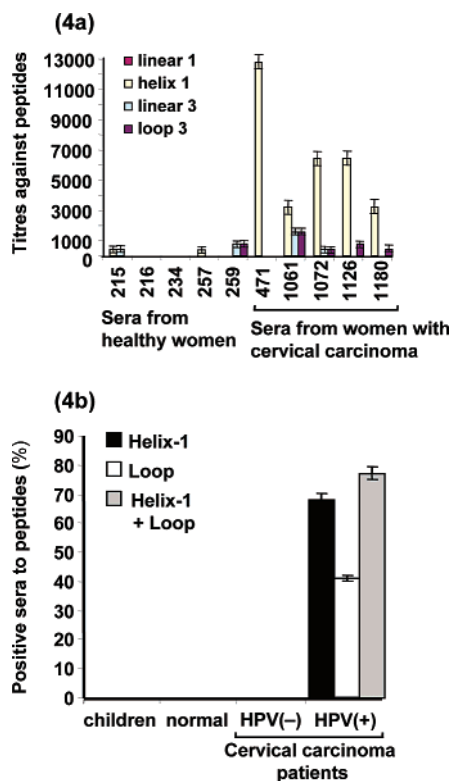 (4a)
Titres against peptides
13000
11000
9000
7000
5000
3000
1000
0
linear 1
helix 1
linear 3
loop 3
215
216
234
257
259
471
1061
1072
1126
1180
Sera from
healthy women
Sera from women with
cervical carcinoma
(4b)
Positive sera to peptides (%)
90
80
70
60
50
40
30
20
10
0
Helix-1
Loop
Helix-1
+ Loop
children
normal
HPV(–)
HPV(+)
Cervical carcinoma
patients